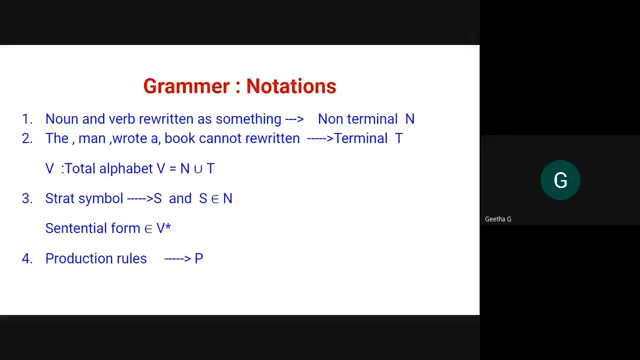 Grammer : Notations
1. Noun and verb rewritten as something ---> Non terminal N
2. The , man ,wrote a, book cannot rewritten ----->Terminal T
V :Total alphabet V = N ∪ T
3. Strat symbol ----->S and S ∈ N
Sentential form ∈ V*
4. Production rules -----> P
G
Geetha G